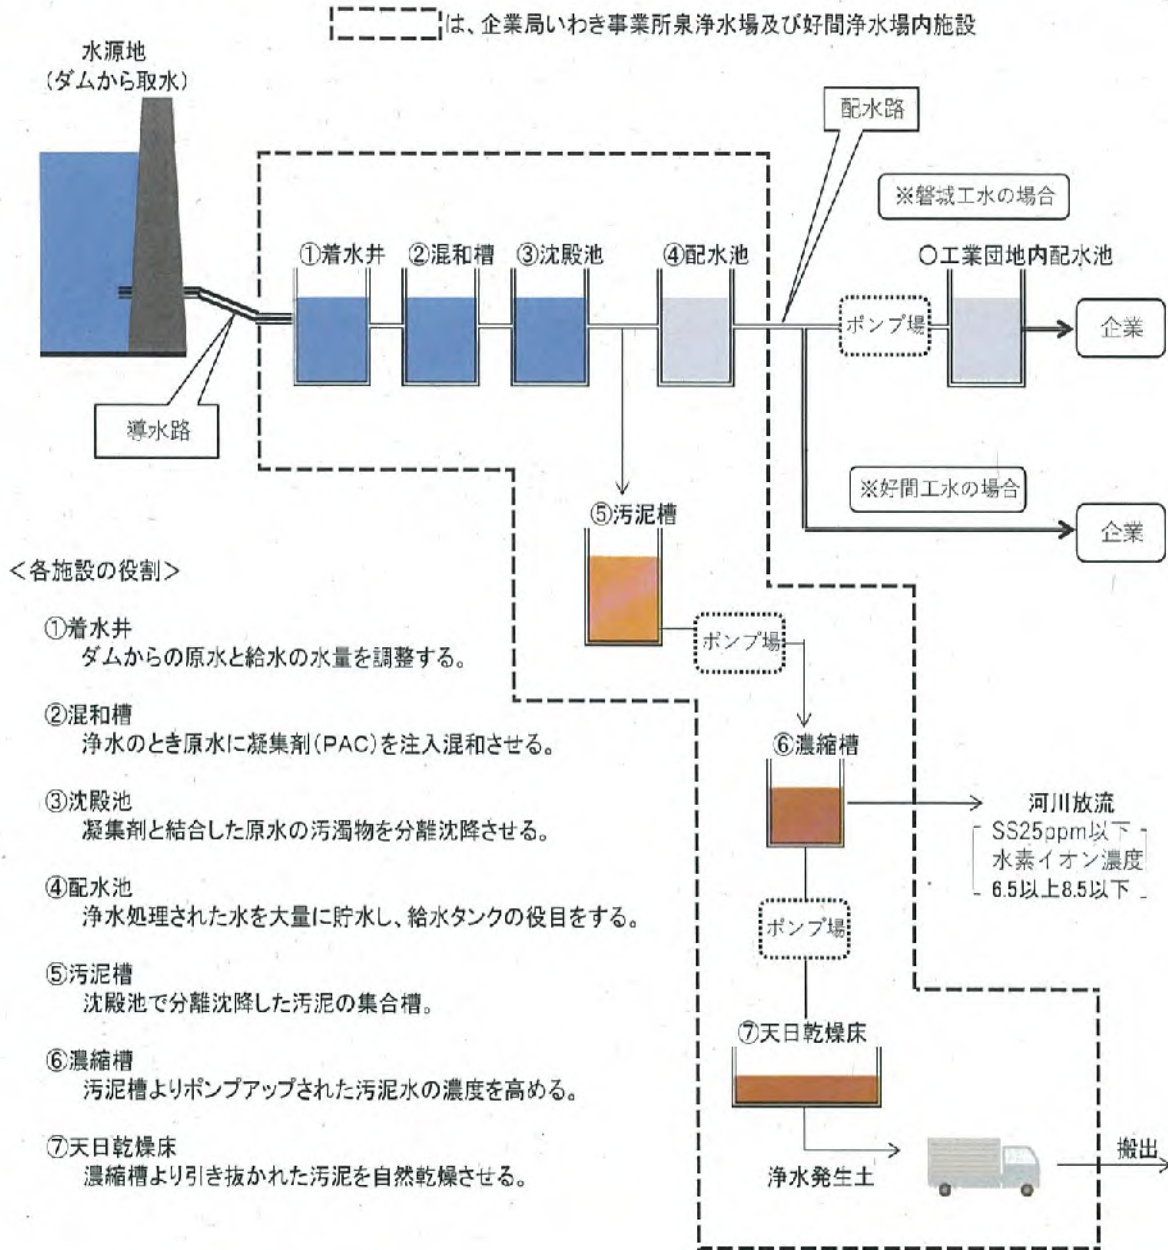 は、企業局いわき事業所泉浄水場及び好間浄水場内施設
水源地
(ダムから取水)
配水路
※磐城工水の場合
①着水井
②混和槽
③沈殿池
④配水池
〇工業団地内配水池
ポンプ場
企業
導水路
※好間工水の場合
企業
⑤汚泥槽
ポンプ場
⑥濃縮槽
河川放流
SS25ppm以下
水素イオン濃度
6.5以上8.5以下
ポンプ場
⑦天日乾燥床
浄水発生土
搬出
<各施設の役割>
①着水井
ダムからの原水と給水の水量を調整する。
②混和槽
浄水のとき原水に凝集剤(PAC)を注入混和させる。
③沈殿池
凝集剤と結合した原水の汚濁物を分離沈降させる。
④配水池
浄水処理された水を大量に貯水し、給水タンクの役目をする。
⑤汚泥槽
沈殿池で分離沈降した汚泥の集合槽。
⑥濃縮槽
汚泥槽よりポンプアップされた汚泥水の濃度を高める。
⑦天日乾燥床
濃縮槽より引き抜かれた汚泥を自然乾燥させる。